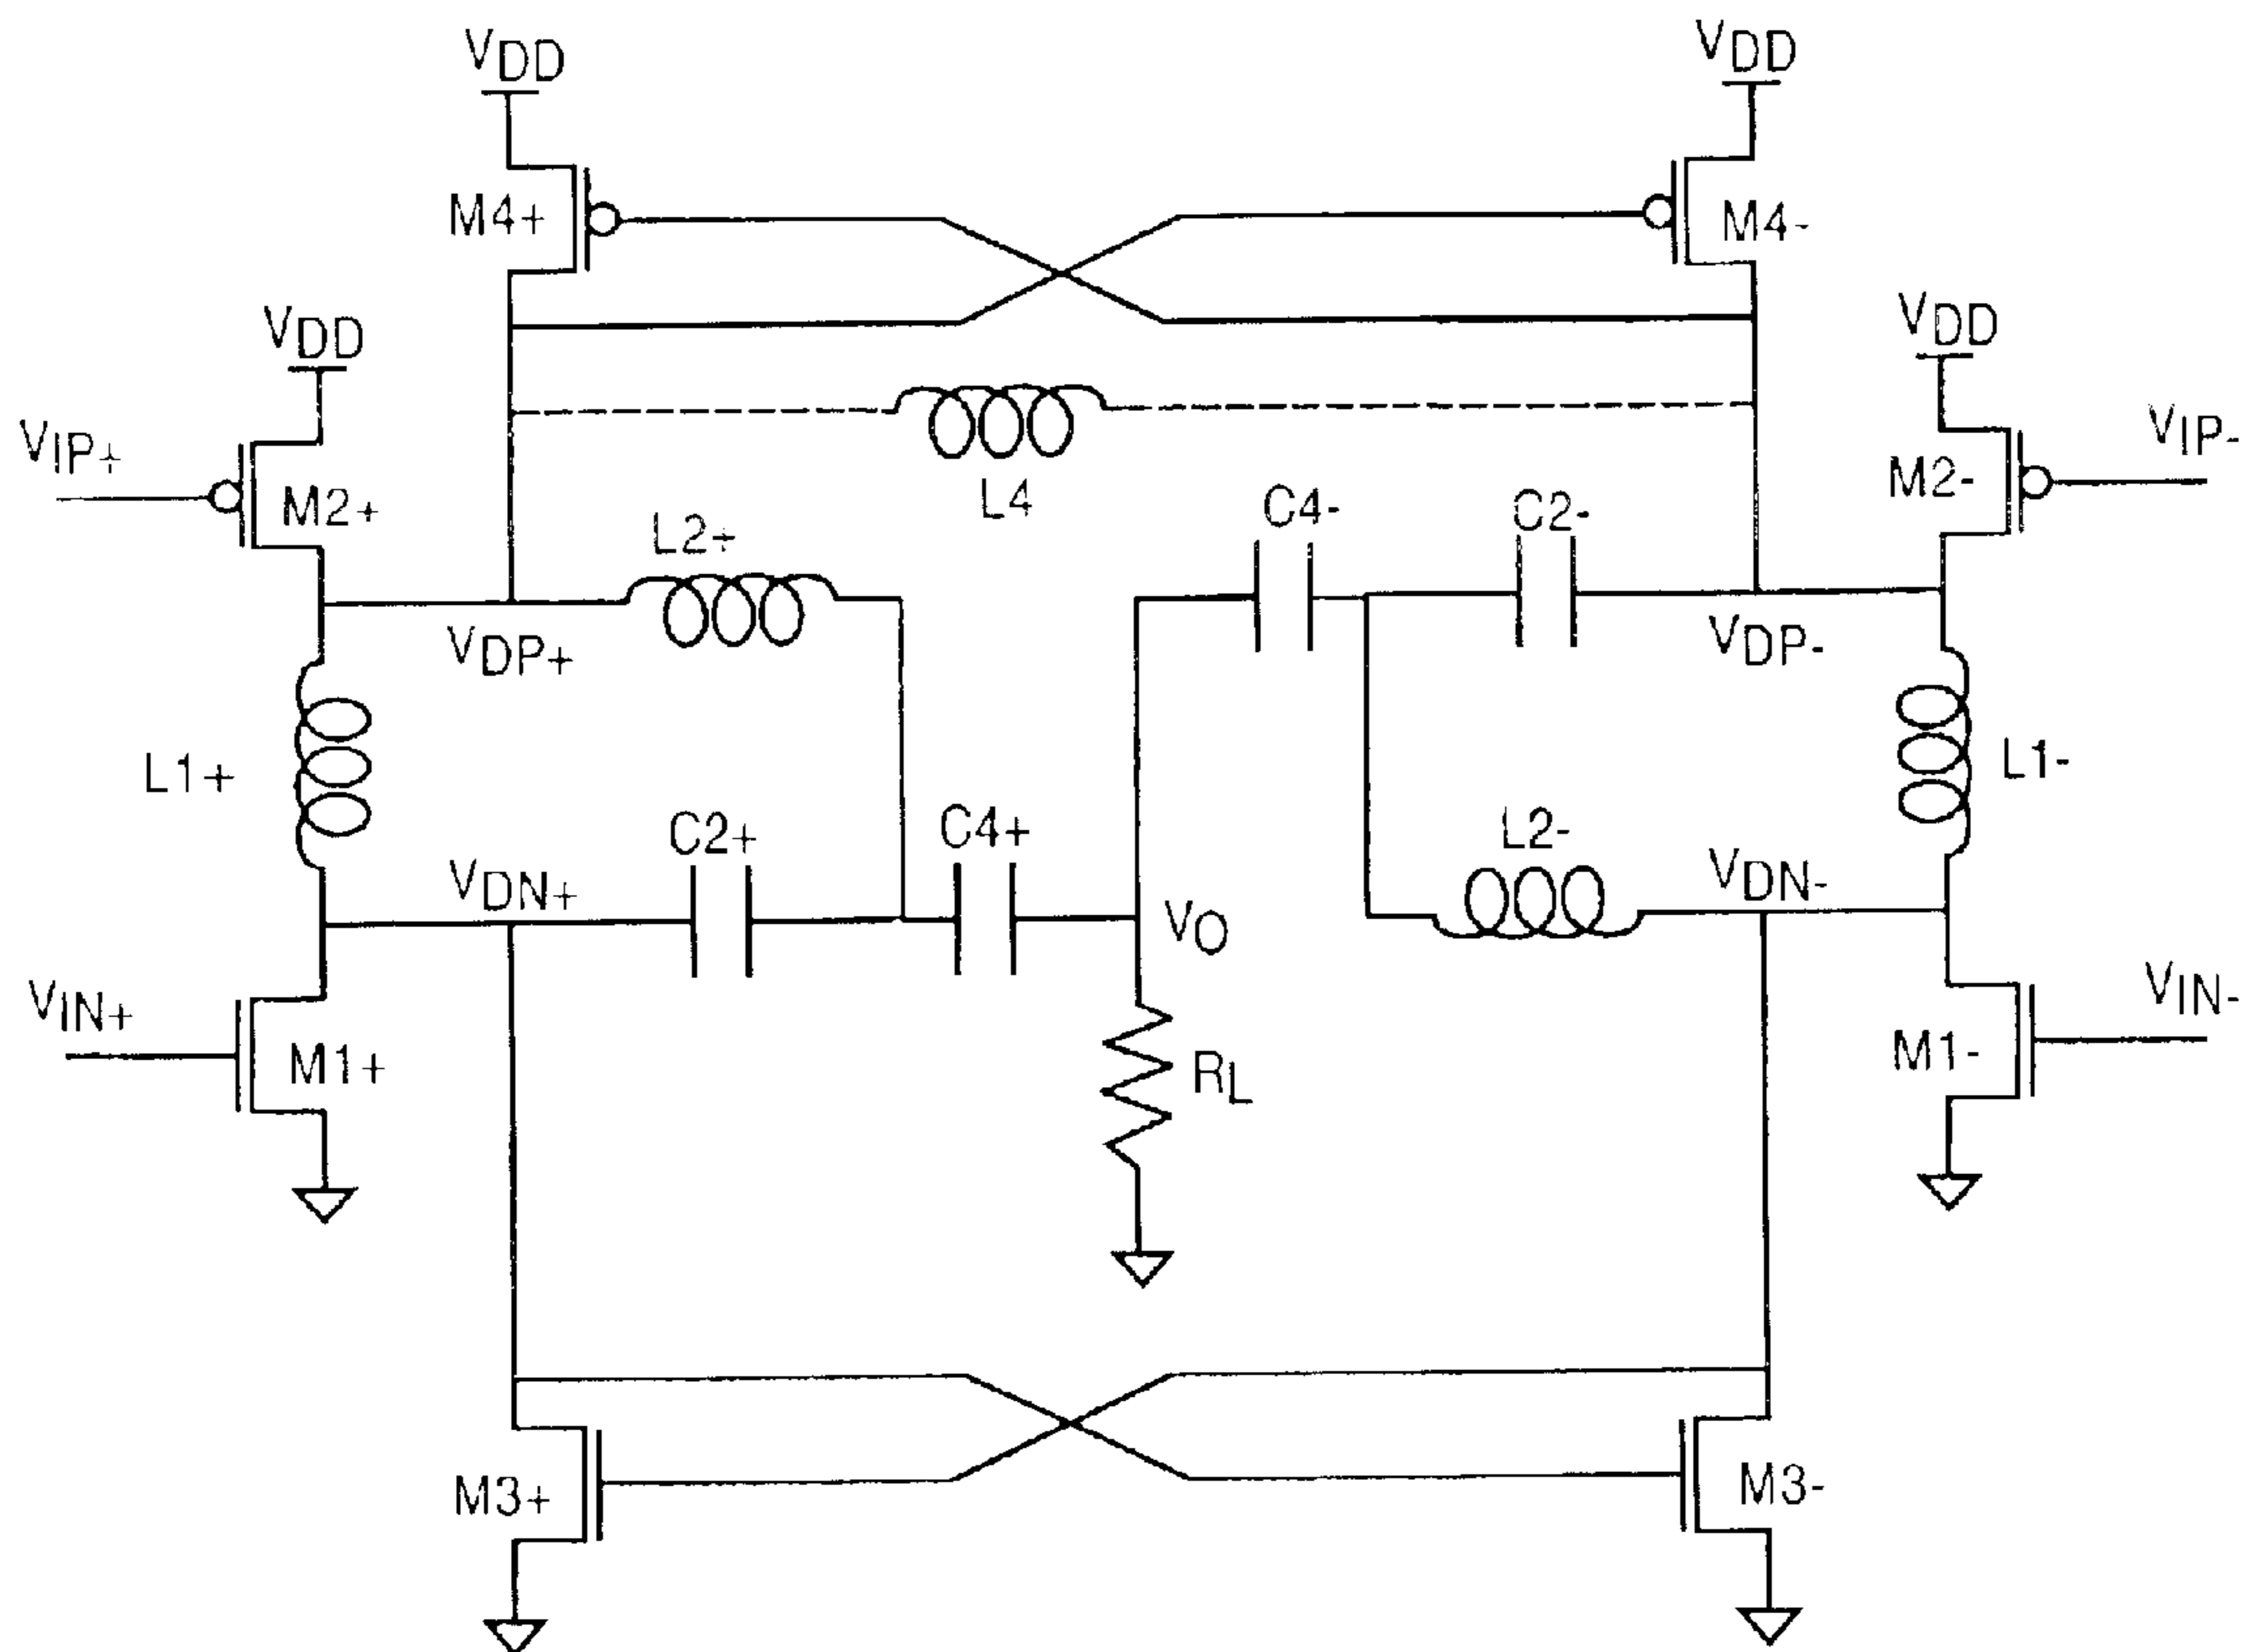 VDD
VDD
M4+
M4-
VDD
VDD
VIP+
VIP-
M2+
M2-
L4
C4-
C2-
L2+
VDP+
VDP-
L1+
L1-
C2+
C4+
L2-
VDN+
VDN-
VO
VIN+
VIN-
M1+
M1-
RL
M3+
M3-